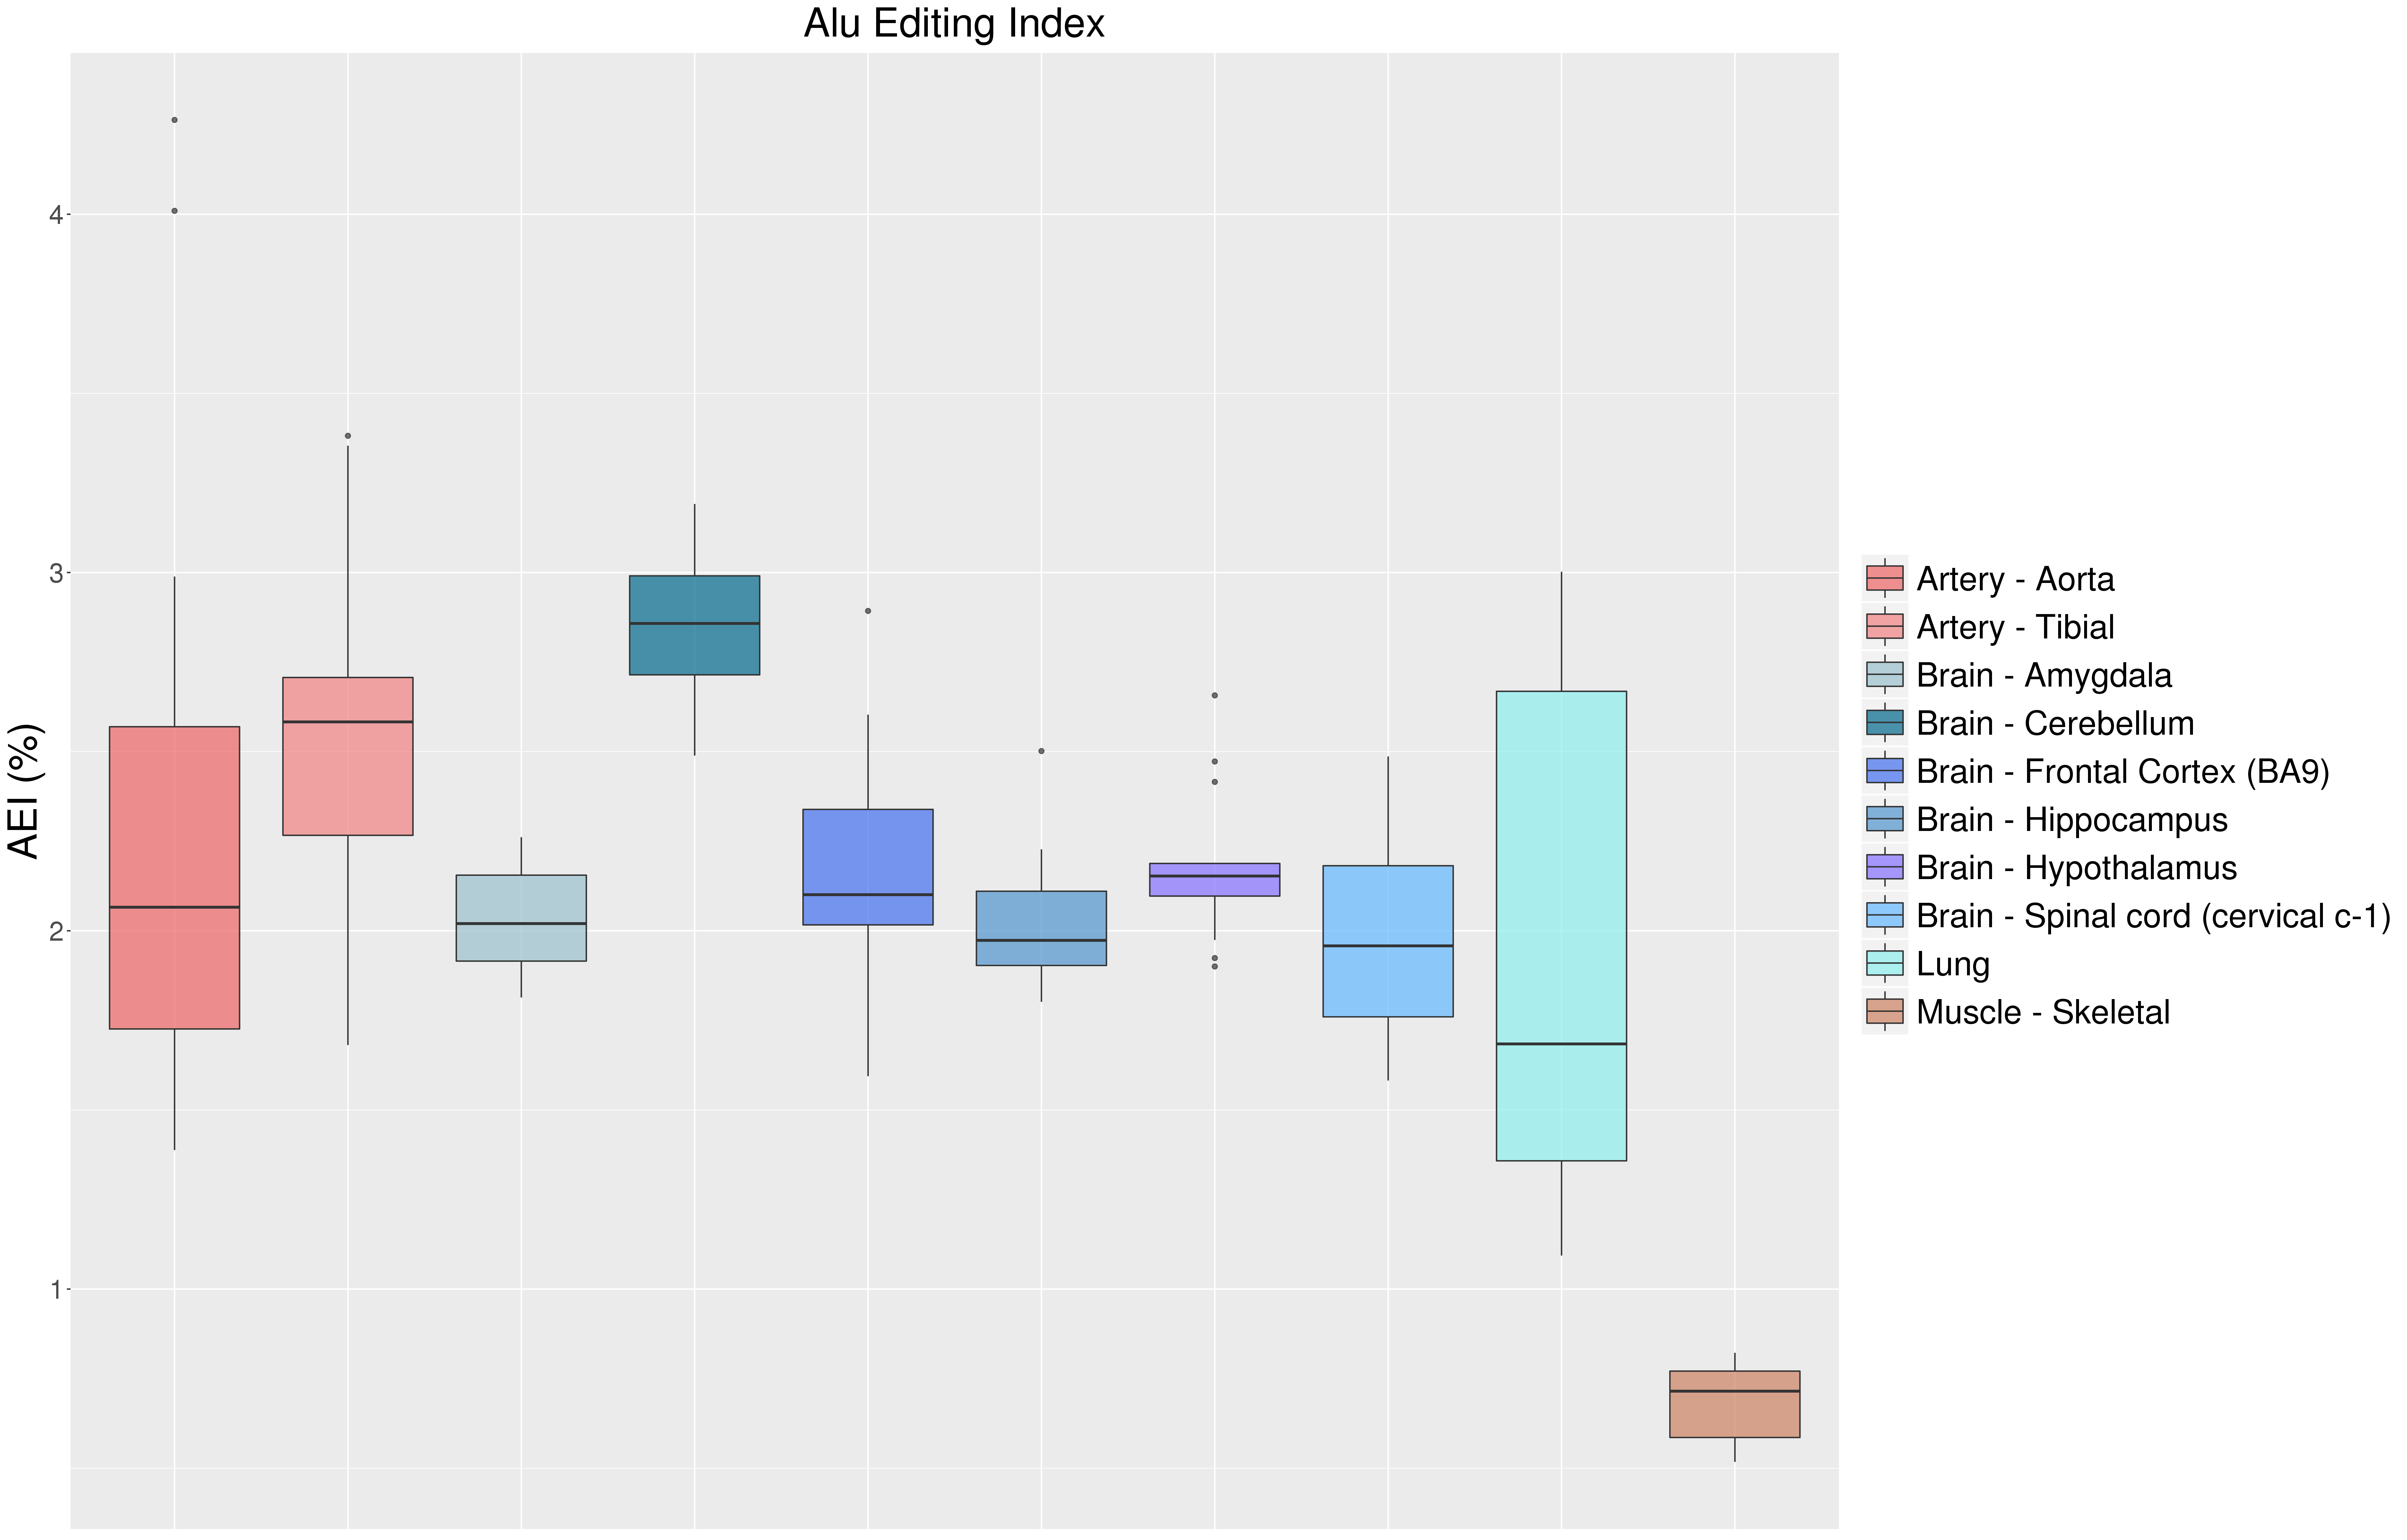 Alu Editing Index
AEI (%)
4
3
2
1
Artery - Aorta
Artery - Tibial
Brain - Amygdala
Brain - Cerebellum
Brain - Frontal Cortex (BA9)
Brain - Hippocampus
Brain - Hypothalamus
Brain - Spinal cord (cervical c-1)
Lung
Muscle - Skeletal